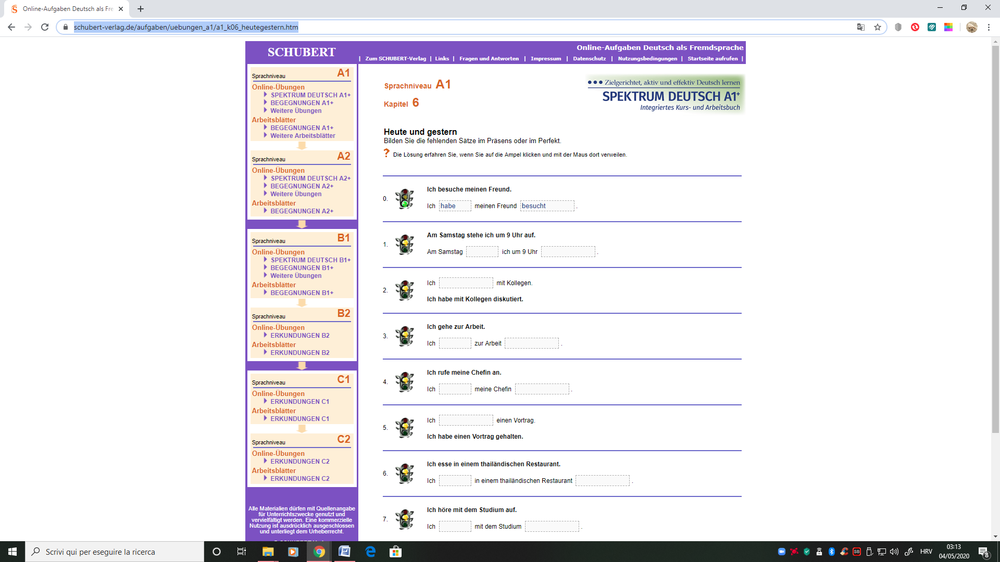 Online-Aufgaben Deutsch als Fre
schubert-verlag.de/aufgaben/uebungen_a1/a1_k06_heutegestern.htm
SCHUBERT
Online-Aufgaben Deutsch als Fremdsprache
| Zum SCHUBERT-Verlag | Links | Fragen und Antworten | Impressum | Datenschutz | Nutzungsbedingungen | Startseite aufrufen |
Sprachniveau A1
Online-Übungen
SPEKTRUM DEUTSCH A1+
BEGEGNUNGEN A1+
Weitere Übungen
Arbeitsblätter
BEGEGNUNGEN A1+
Weitere Arbeitsblätter
Sprachniveau A2
Online-Übungen
SPEKTRUM DEUTSCH A2+
BEGEGNUNGEN A2+
Weitere Übungen
Arbeitsblätter
BEGEGNUNGEN A2+
Sprachniveau B1
Online-Übungen
SPEKTRUM DEUTSCH B1+
BEGEGNUNGEN B1+
Weitere Übungen
Arbeitsblätter
BEGEGNUNGEN B1+
Sprachniveau B2
Online-Übungen
ERKUNDUNGEN B2
Arbeitsblätter
ERKUNDUNGEN B2
Sprachniveau C1
Online-Übungen
ERKUNDUNGEN C1
Arbeitsblätter
ERKUNDUNGEN C1
Sprachniveau C2
Online-Übungen
ERKUNDUNGEN C2
Arbeitsblätter
ERKUNDUNGEN C2
Alle Materialien dürfen mit Quellenangabe
für Unterrichtszwecke genutzt und
vervielfältigt werden. Eine kommerzielle
Nutzung ist ausdrücklich ausgeschlossen
und unterliegt dem Urheberrecht.
Sprachniveau A1
Kapitel 6
••• Zielgerichtet, aktiv und effektiv Deutsch lernen
SPEKTRUM DEUTSCH A1+
Integriertes Kurs- und Arbeitsbuch
Heute und gestern
Bilden Sie die fehlenden Sätze im Präsens oder im Perfekt.
? Die Lösung erfahren Sie, wenn Sie auf die Ampel klicken und mit der Maus dort verweilen.
0.
Ich besuche meinen Freund.
Ich habe meinen Freund besucht .
1.
Am Samstag stehe ich um 9 Uhr auf.
Am Samstag ich um 9 Uhr .
2.
Ich mit Kollegen.
Ich habe mit Kollegen diskutiert.
3.
Ich gehe zur Arbeit.
Ich zur Arbeit .
4.
Ich rufe meine Chefin an.
Ich meine Chefin .
5.
Ich einen Vortrag.
Ich habe einen Vortrag gehalten.
6.
Ich esse in einem thailändischen Restaurant.
Ich in einem thailändischen Restaurant .
7.
Ich höre mit dem Studium auf.
Ich mit dem Studium .
Scrivi qui per eseguire la ricerca
SB
HRV
03:13
04/05/2020
8